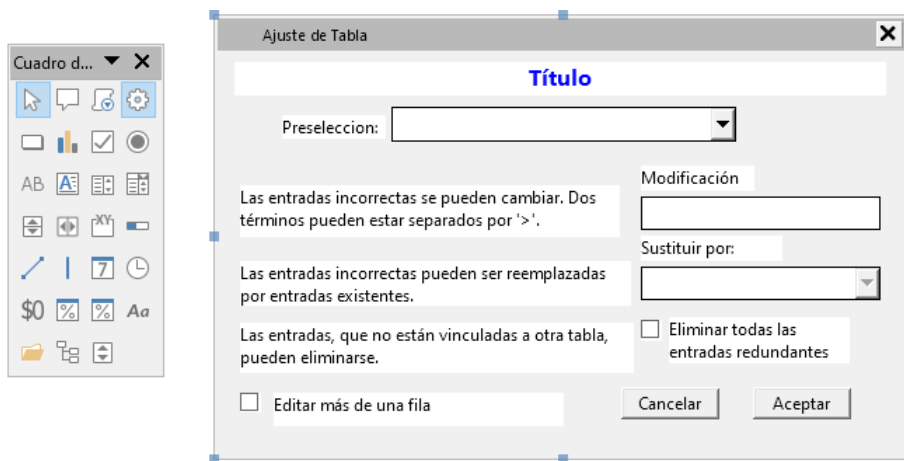 Cuadro d...
AB
XY
7
$0
%
%
Aa
Ajuste de Tabla
Título
Preseleccion:
Las entradas incorrectas se pueden cambiar. Dos
términos pueden estar separados por '>'.
Modificación
Sustituir por:
Las entradas incorrectas pueden ser reemplazadas
por entradas existentes.
Las entradas, que no están vinculadas a otra tabla,
pueden eliminarse.
Eliminar todas las
entradas redundantes
Editar más de una fila
Cancelar
Aceptar